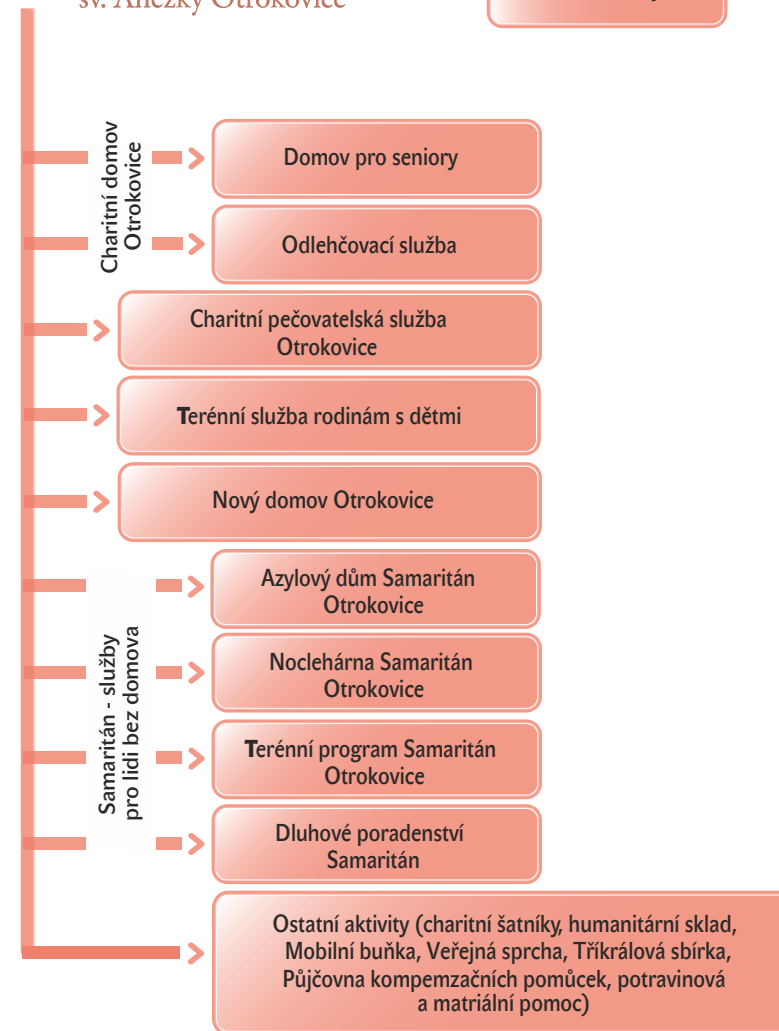 sv. Anežky Otrokovice
Charitní domov
Otrokovice
Domov pro seniory
Odlehčovací služba
Charitní pečovatelská služba
Otrokovice
Terénní služba rodinám s dětmi
Nový domov Otrokovice
Samaritán - služby
pro lidi bez domova
Azylový dům Samaritán
Otrokovice
Noclehárna Samaritán
Otrokovice
Terénní program Samaritán
Otrokovice
Dluhové poradenství
Samaritán
Ostatní aktivity (charitní šatníky, humanitární sklad,
Mobilní buňka, Veřejná sprcha, Tříkrálová sbírka,
Půjčovna kompemzačních pomůcek, potravinová
a matriální pomoc)